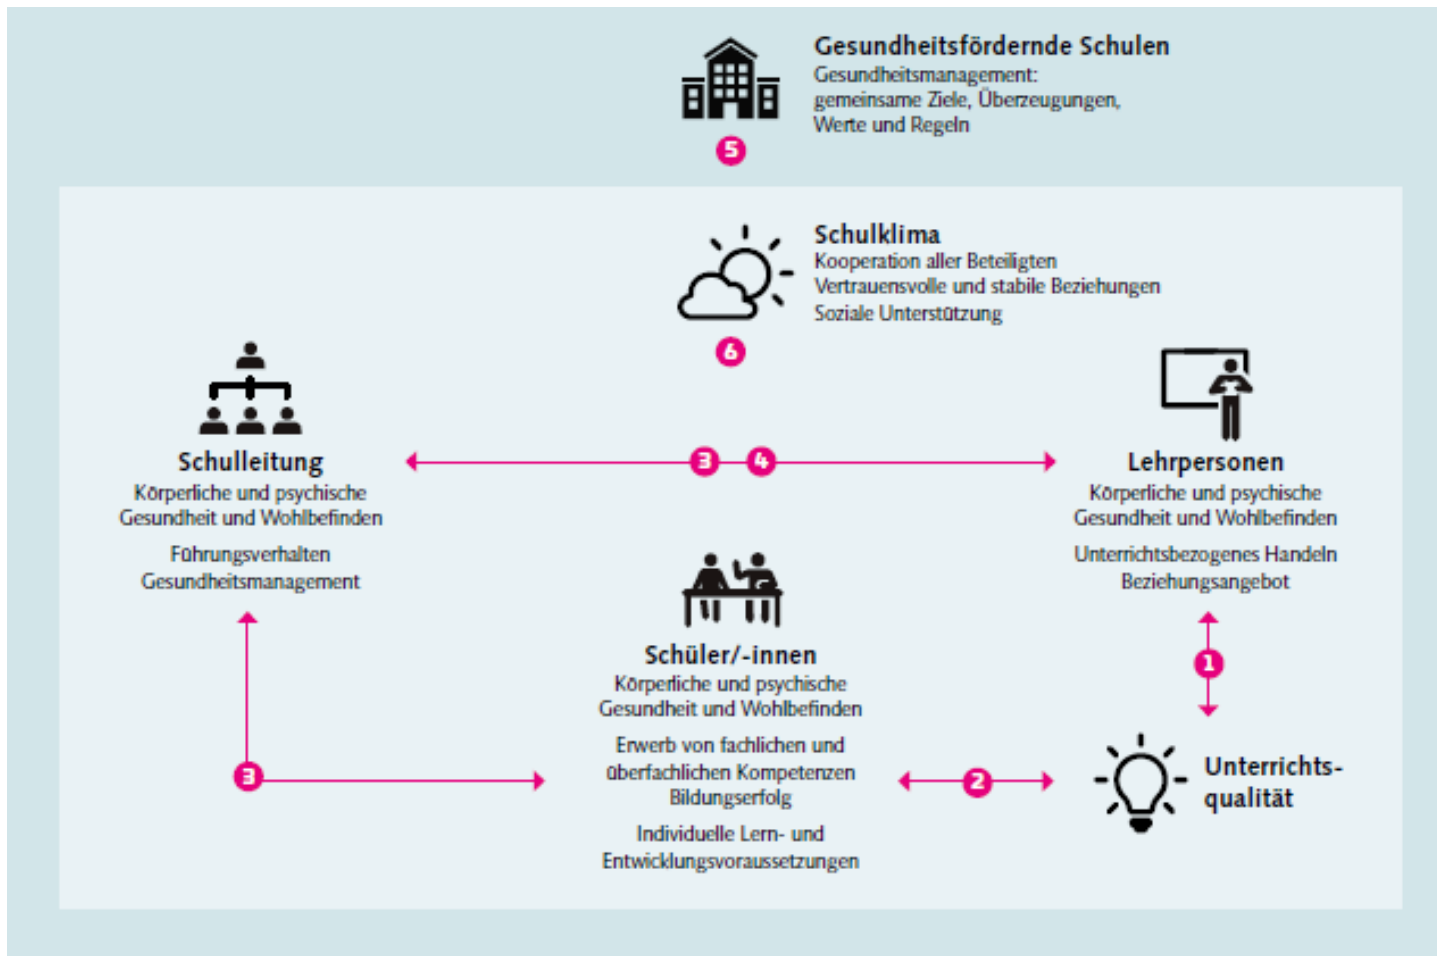 Gesundheitsfördernde Schulen
Gesundheitsmanagement:
gemeinsame Ziele, Überzeugungen,
Werte und Regeln
5
Schulklima
Kooperation aller Beteiligten
Vertrauensvolle und stabile Beziehungen
Soziale Unterstützung
6
Schulleitung
Körperliche und psychische
Gesundheit und Wohlbefinden
Führungsverhalten
Gesundheitsmanagement
3 4
Lehrpersonen
Körperliche und psychische
Gesundheit und Wohlbefinden
Unterrichtsbezogenes Handeln
Beziehungsangebot
1
Schüler/-innen
Körperliche und psychische
Gesundheit und Wohlbefinden
Erwerb von fachlichen und
überfachlichen Kompetenzen
Bildungserfolg
Individuelle Lern- und
Entwicklungsvoraussetzungen
3
2
Unterrichts-
qualität